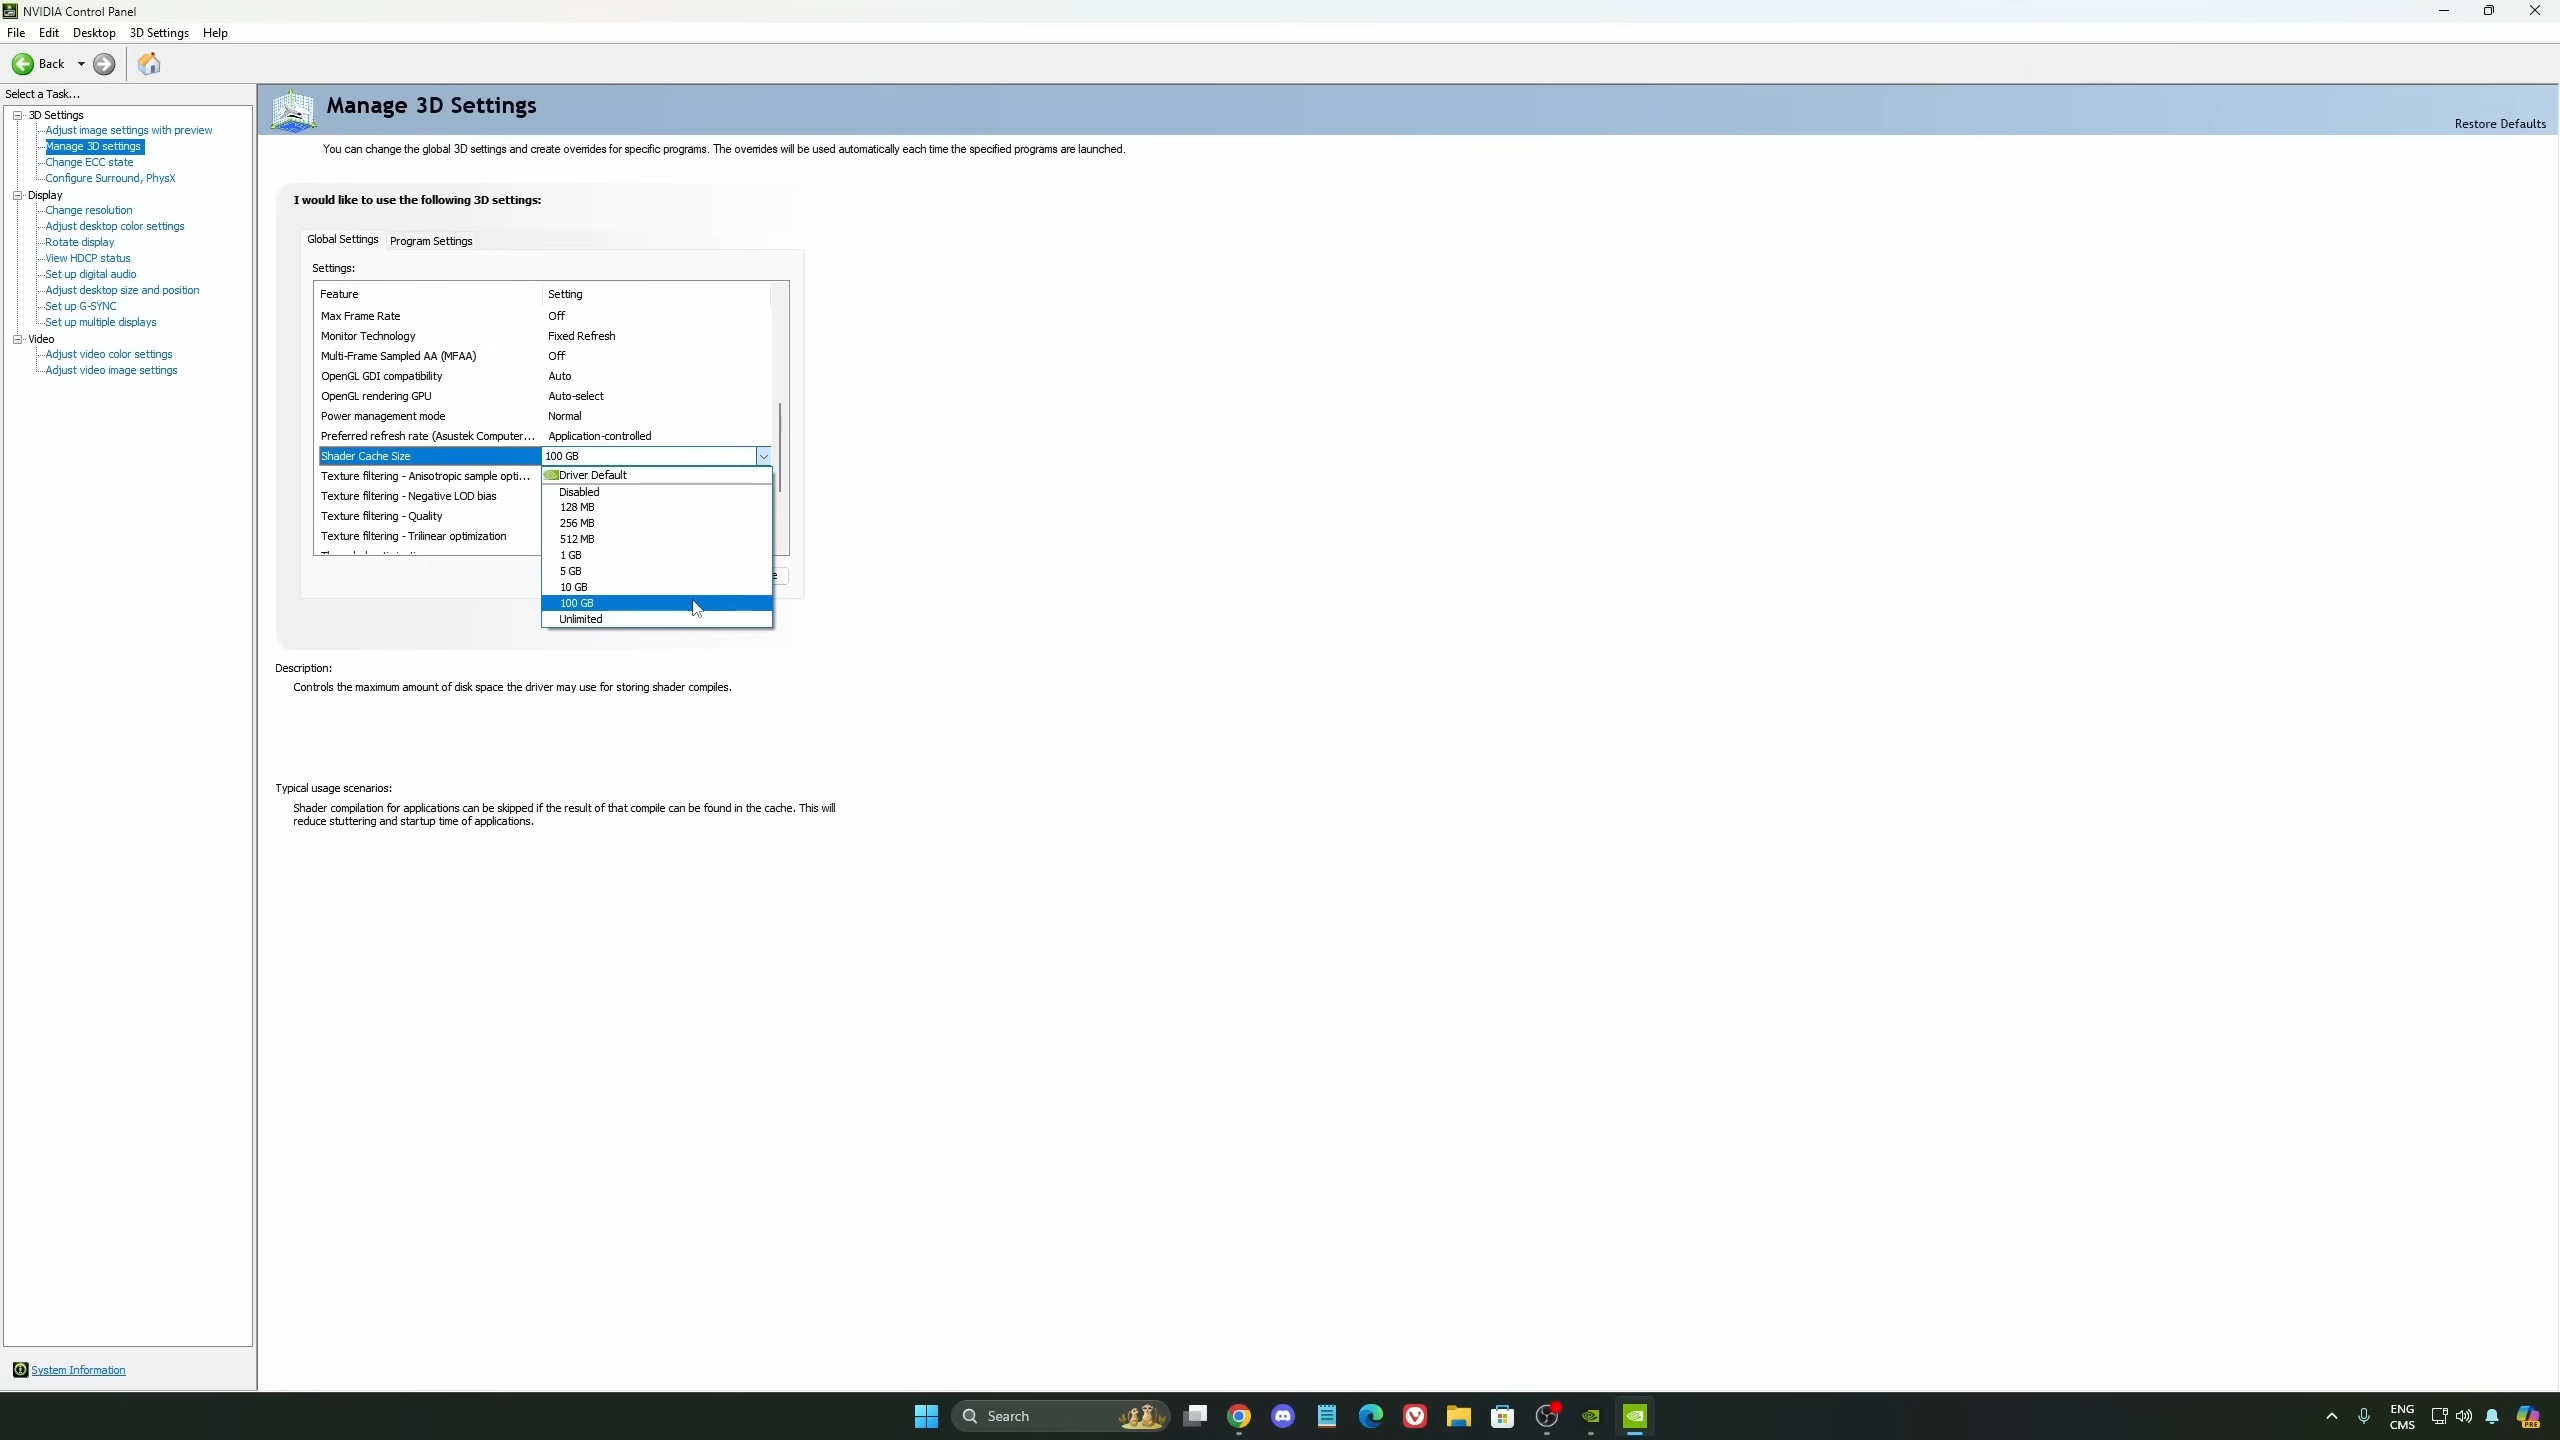 NVIDIA Control Panel
File Edit Desktop 3D Settings Help
Back
Select a Task...
3D Settings
Adjust image settings with preview
Manage 3D settings
Change ECC state
Configure Surround, PhysX
Display
Change resolution
Adjust desktop color settings
Rotate display
View HDCP status
Set up digital audio
Adjust desktop size and position
Set up G-SYNC
Set up multiple displays
Video
Adjust video color settings
Adjust video image settings
System Information
Manage 3D Settings
Restore Defaults
You can change the global 3D settings and create overrides for specific programs. The overrides will be used automatically each time the specified programs are launched.
I would like to use the following 3D settings:
Global Settings Program Settings
Settings:
Feature Setting
Max Frame Rate Off
Monitor Technology Fixed Refresh
Multi-Frame Sampled AA (MFAA) Off
OpenGL GDI compatibility Auto
OpenGL rendering GPU Auto-select
Power management mode Normal
Preferred refresh rate (Asustek Computer... Application-controlled
Shader Cache Size 100 GB
Texture filtering - Anisotropic sample opti...
Texture filtering - Negative LOD bias
Texture filtering - Quality
Texture filtering - Trilinear optimization
Driver Default
Disabled
128 MB
256 MB
512 MB
1 GB
5 GB
10 GB
100 GB
Unlimited
Description:
Controls the maximum amount of disk space the driver may use for storing shader compiles.
Typical usage scenarios:
Shader compilation for applications can be skipped if the result of that compile can be found in the cache. This will
reduce stuttering and startup time of applications.
Search
ENG
CMS
PRE